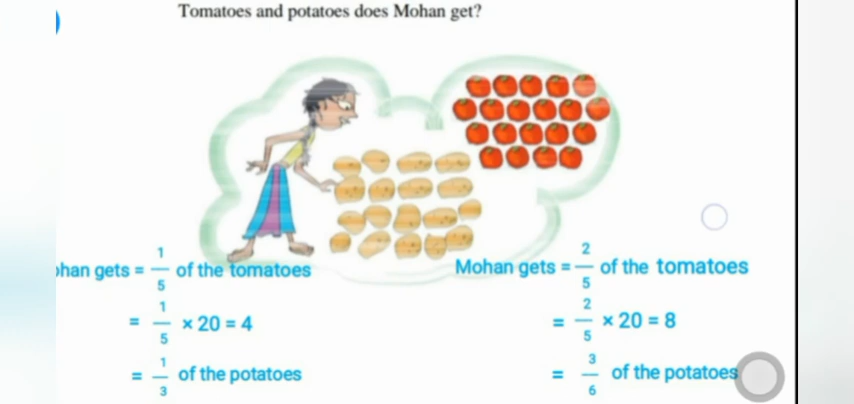 Tomatoes and potatoes does Mohan get?
han gets = 1/5 of the tomatoes
= 1/5 × 20 = 4
= 1/3 of the potatoes
Mohan gets = 2/5 of the tomatoes
= 2/5 × 20 = 8
= 3/6 of the potatoes